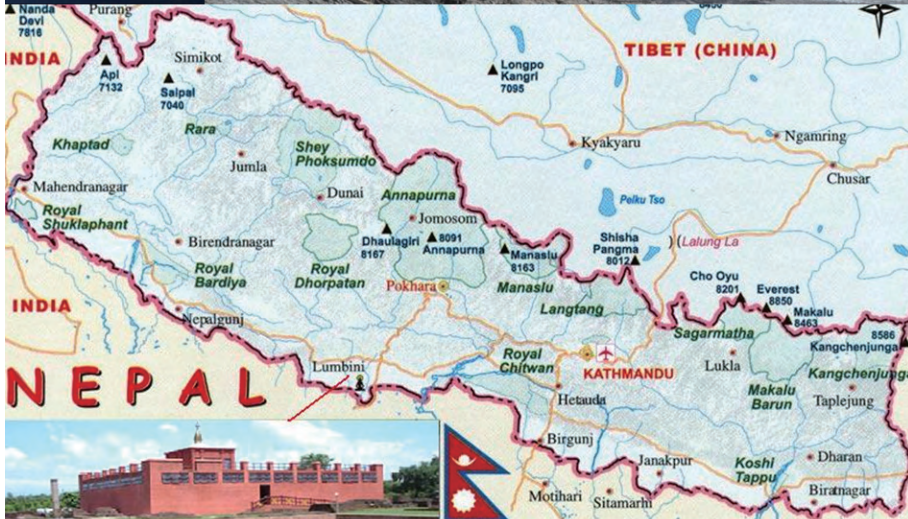 8450
Nanda
Devi
7816
Purang
INDIA
Api
7132
Saipal
7040
Simikot
Longpo
Kangri
7095
TIBET (CHINA)
Khaptad
Rara
Shey
Phoksumdo
Kyakyaru
Ngamring
Jumla
Chusar
Mahendranagar
Dunai
Annapurna
Peiku Tso
Royal
Shuklaphant
Jomosom
Birendranagar
Dhaulagiri
8167
8091
Annapurna
Manaslu
8163
Shisha
Pangma
8012
)(Lalung La
Royal
Bardiya
Royal
Dhorpatan
Pokhara
Manaslu
Cho Oyu
8201
Everest
8850
Makalu
8463
INDIA
Nepalgunj
Langtang
Sagarmatha
8586
Kangchenjunga
Lumbini
Royal
Chitwan
KATHMANDU
Lukla
Kangchenjunga
NEPAL
Hetauda
Makalu
Barun
Taplejung
Birgunj
Janakpur
Koshi
Tappu
Dharan
Motihari
Sitamarhi
Biratnagar